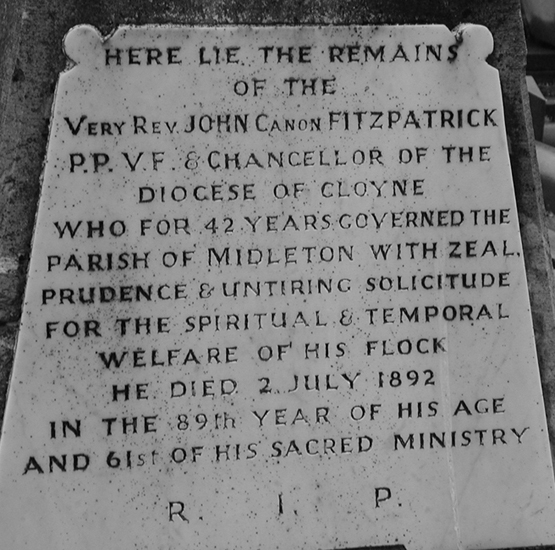 HERE LIE THE REMAINS
OF THE
VERY REV. JOHN CANON FITZPATRICK
P.P. V.F. & CHANCELLOR OF THE
DIOCESE OF CLOYNE
WHO FOR 42 YEARS GOVERNED THE
PARISH OF MIDLETON WITH ZEAL,
PRUDENCE & UNTIRING SOLICITUDE
FOR THE SPIRITUAL & TEMPORAL
WELFARE OF HIS FLOCK
HE DIED 2 JULY 1892
IN THE 89th YEAR OF HIS AGE
AND 61st OF HIS SACRED MINISTRY
R. I. P.